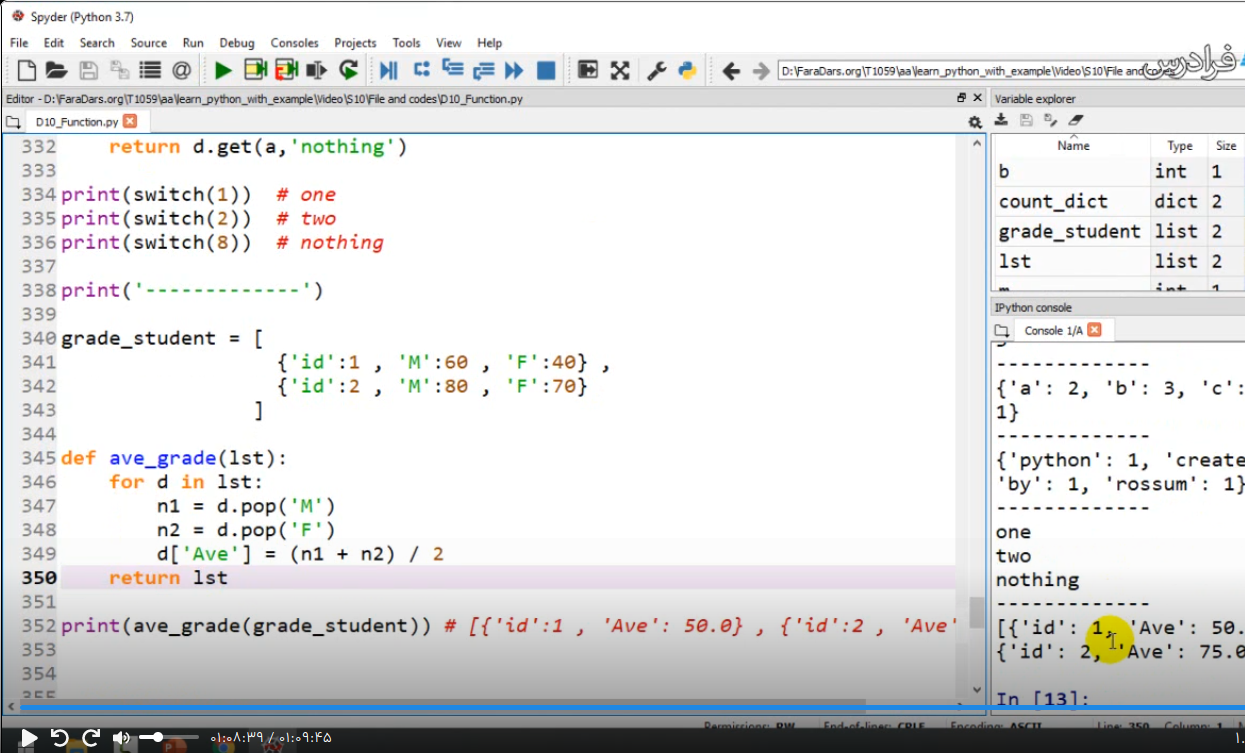 Spyder (Python 3.7)
File Edit Search Source Run Debug Consoles Projects Tools View Help
D:\FaraDars.org\T1059\aa\learn_python_with_example\Video\S10\File and codes
فرادرس
Editor - D:\FaraDars.org\T1059\aa\learn_python_with_example\Video\S10\File and codes\D10_Function.py
D10_Function.py
332     return d.get(a,'nothing')
333
334 print(switch(1))  # one
335 print(switch(2))  # two
336 print(switch(8))  # nothing
337
338 print('-------------')
339
340 grade_student = [
341                   {'id':1 , 'M':60 , 'F':40} ,
342                   {'id':2 , 'M':80 , 'F':70}
343                 ]
344
345 def ave_grade(lst):
346     for d in lst:
347         n1 = d.pop('M')
348         n2 = d.pop('F')
349         d['Ave'] = (n1 + n2) / 2
350     return lst
351
352 print(ave_grade(grade_student)) # [{'id':1 , 'Ave': 50.0} , {'id':2 , 'Ave'
353
354
355
Variable explorer
Name Type Size
b int 1
count_dict dict 2
grade_student list 2
lst list 2
m int 1
IPython console
Console 1/A
-------------
{'a': 2, 'b': 3, 'c':
1}
-------------
{'python': 1, 'create
'by': 1, 'rossum': 1}
-------------
one
two
nothing
-------------
[{'id': 1, 'Ave': 50.
{'id': 2, 'Ave': 75.0
In [13]:
Permissions: RW End-of-lines: CRLF Encoding: ASCII Line: 350 Column: 1
۰۱:۰۸:۳۹ / ۰۱:۰۹:۴۵